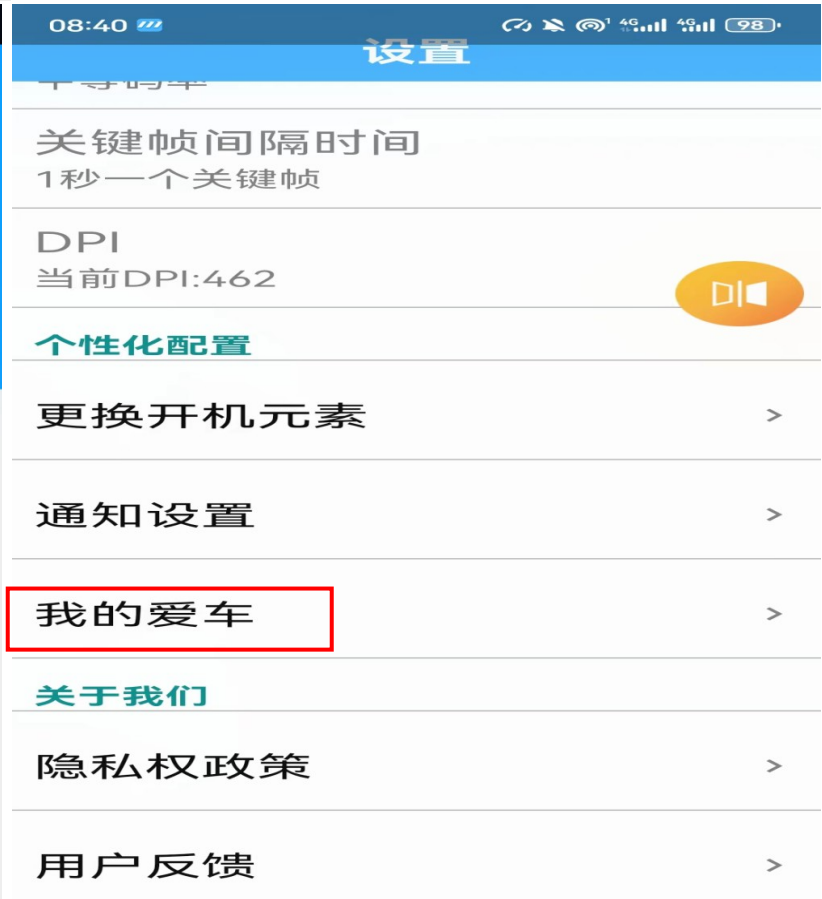 08:40
4G 4G 98
设置
关键帧间隔时间
1秒一个关键帧
DPI
当前DPI:462
个性化配置
更换开机元素 >
通知设置 >
我的爱车 >
关于我们
隐私权政策 >
用户反馈 >